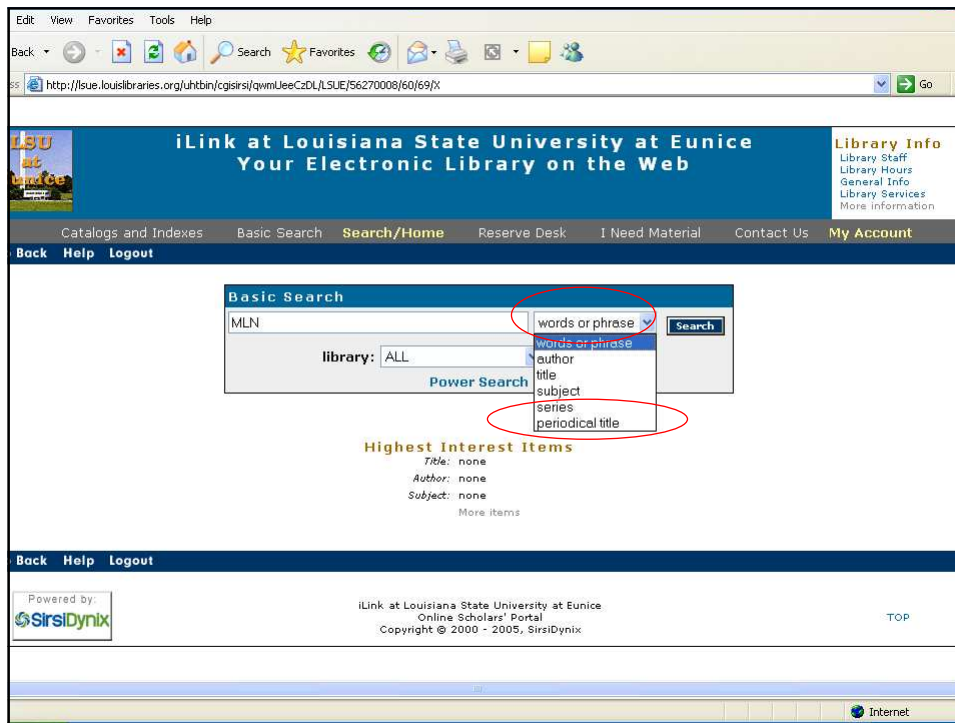 Edit View Favorites Tools Help
Back Search Favorites
ss http://lsue.louislibraries.org/uhtbin/cgisirsi/qwmUeeCzDL/LSUE/56270008/60/69/X Go
LSU
at
Eunice
iLink at Louisiana State University at Eunice
Your Electronic Library on the Web
Library Info
Library Staff
Library Hours
General Info
Library Services
More information
Catalogs and Indexes Basic Search Search/Home Reserve Desk I Need Material Contact Us My Account
Back Help Logout
Basic Search
MLN words or phrase Search
words or phrase
author
title
subject
series
periodical title
library: ALL
Power Search
Highest Interest Items
Title: none
Author: none
Subject: none
More items
Back Help Logout
Powered by:
SirsiDynix
iLink at Louisiana State University at Eunice
Online Scholars' Portal
Copyright © 2000 - 2005, SirsiDynix
TOP
Internet